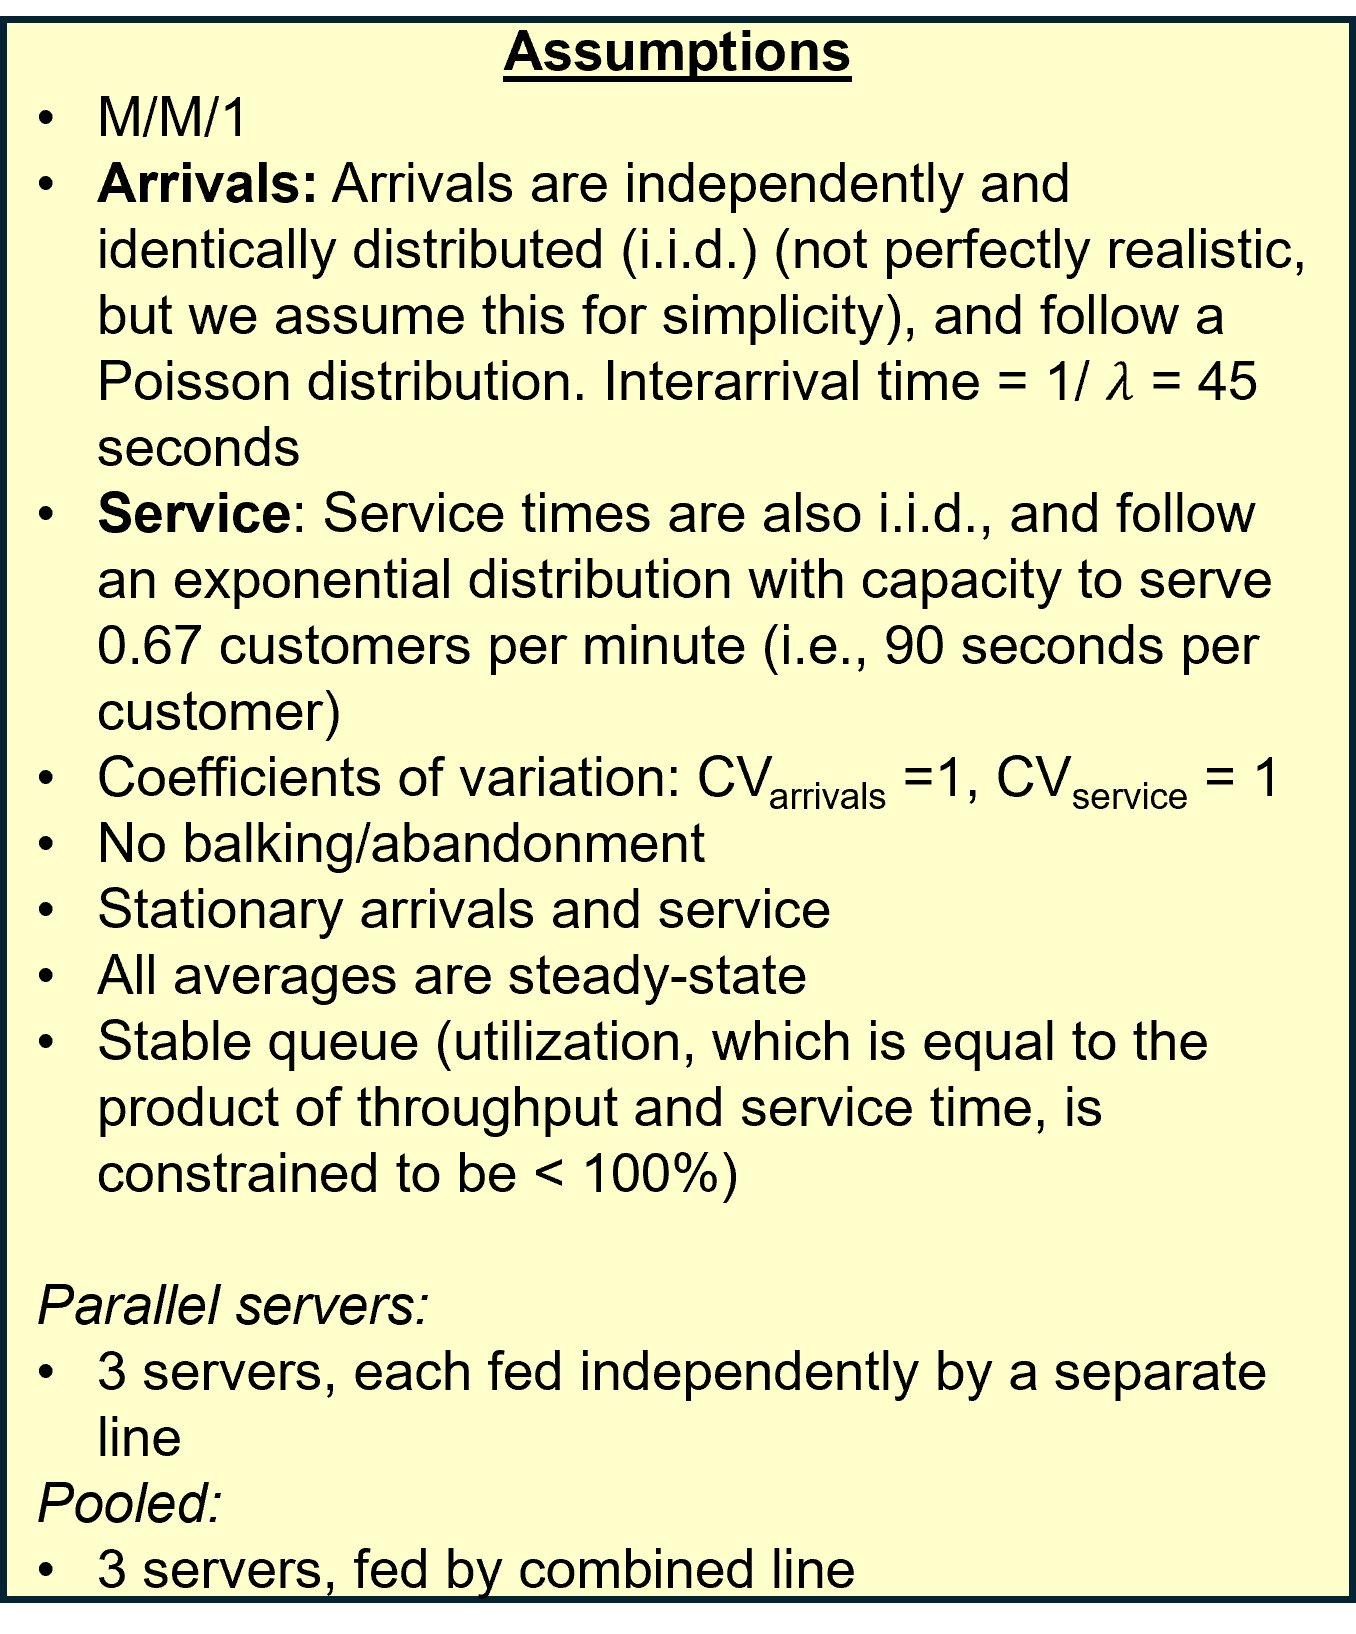 Assumptions
• M/M/1
• Arrivals: Arrivals are independently and
identically distributed (i.i.d.) (not perfectly realistic,
but we assume this for simplicity), and follow a
Poisson distribution. Interarrival time = 1/ 𝜆 = 45
seconds
• Service: Service times are also i.i.d., and follow
an exponential distribution with capacity to serve
0.67 customers per minute (i.e., 90 seconds per
customer)
• Coefficients of variation: CVarrivals =1, CVservice = 1
• No balking/abandonment
• Stationary arrivals and service
• All averages are steady-state
• Stable queue (utilization, which is equal to the
product of throughput and service time, is
constrained to be < 100%)
Parallel servers:
• 3 servers, each fed independently by a separate
line
Pooled:
• 3 servers, fed by combined line